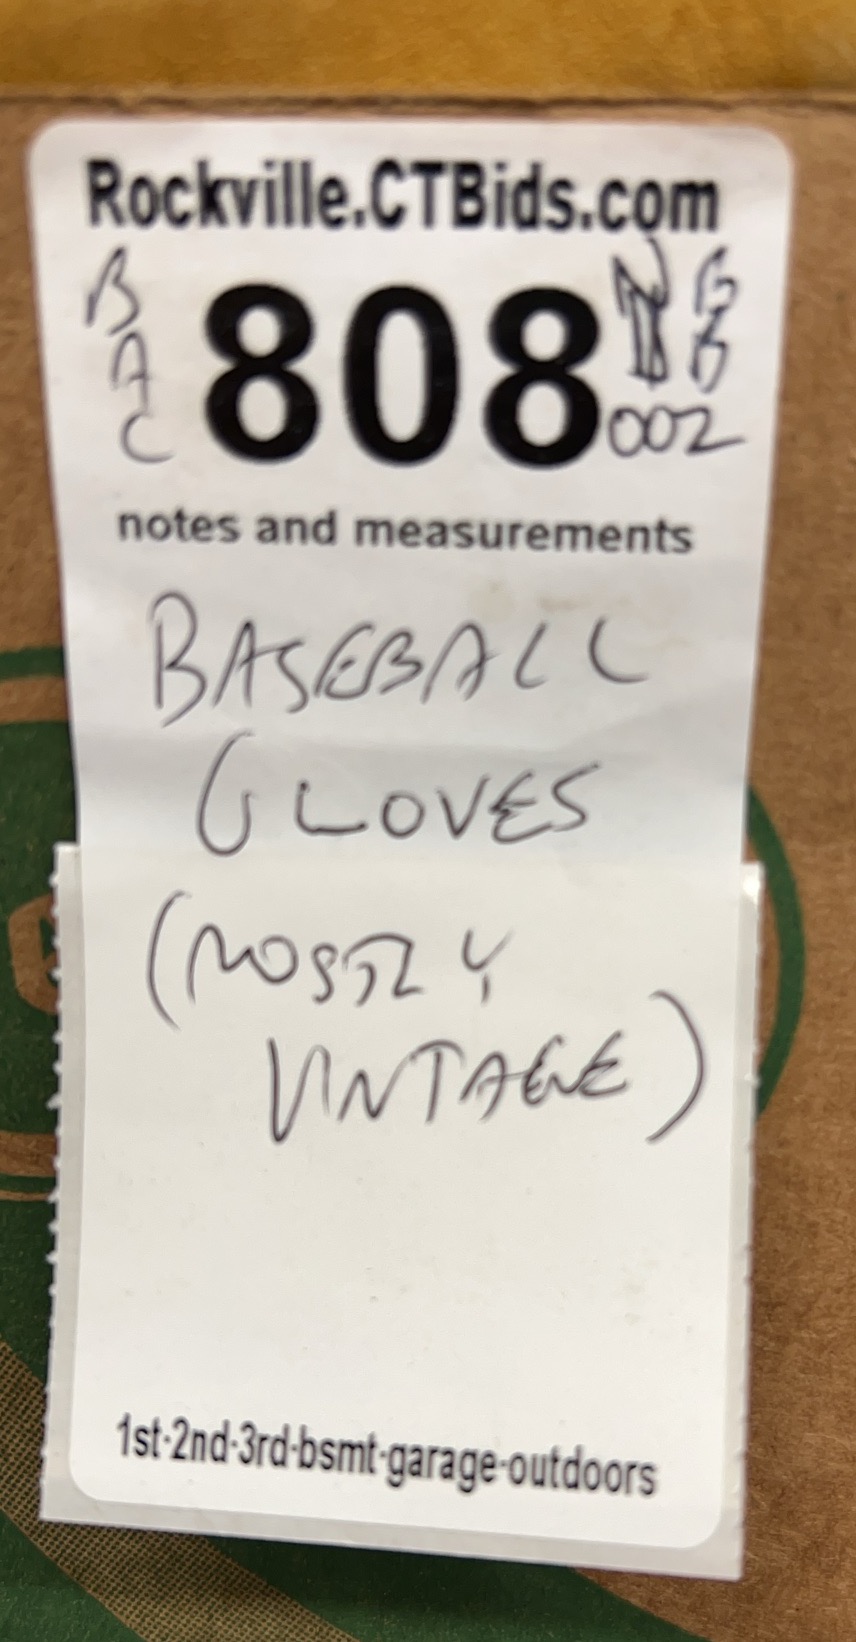 Rockville.CTBids.com
BAC
808
GB
002
notes and measurements
BASEBALL
GLOVES
(MOSTLY
VINTAGE)
1st-2nd-3rd-bsmt-garage-outdoors